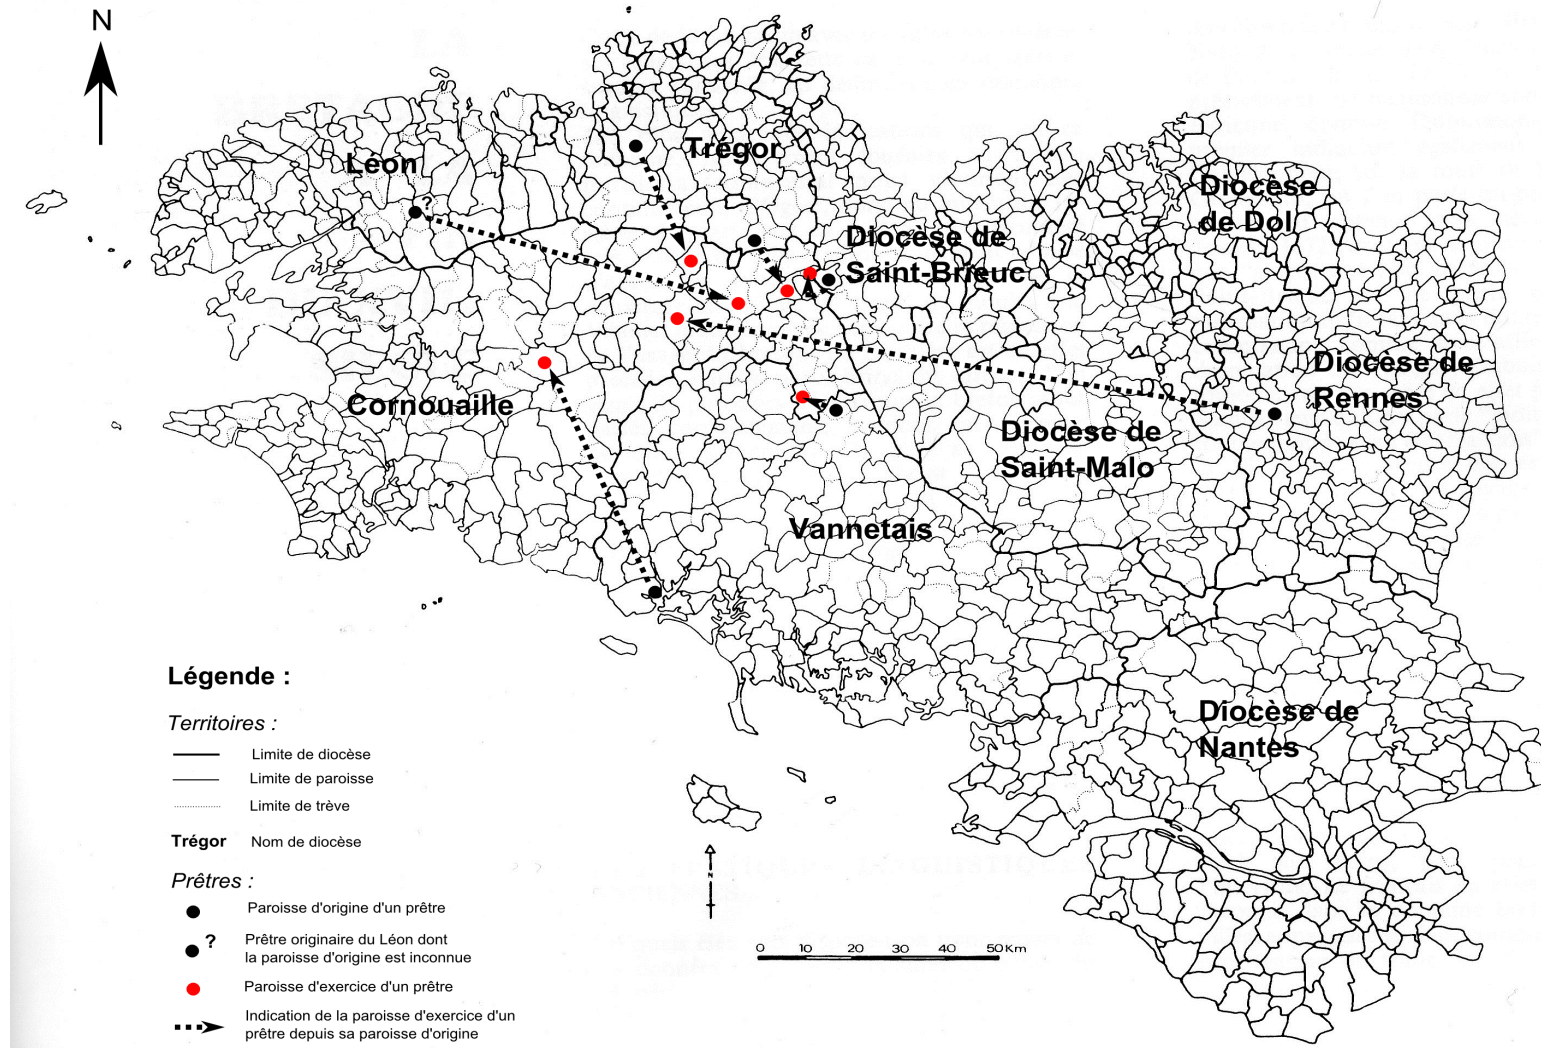 N
Léon
Trégor
?
Diocèse
de Dol
Diocèse de
Saint-Brieuc
Diocèse de
Rennes
Cornouaille
Diocèse de
Saint-Malo
Vannetais
Diocèse de
Nantes
Légende :
Territoires :
Limite de diocèse
Limite de paroisse
Limite de trève
Trégor Nom de diocèse
Prêtres :
Paroisse d'origine d'un prêtre
? Prêtre originaire du Léon dont
la paroisse d'origine est inconnue
Paroisse d'exercice d'un prêtre
Indication de la paroisse d'exercice d'un
prêtre depuis sa paroisse d'origine
N
0 10 20 30 40 50 Km